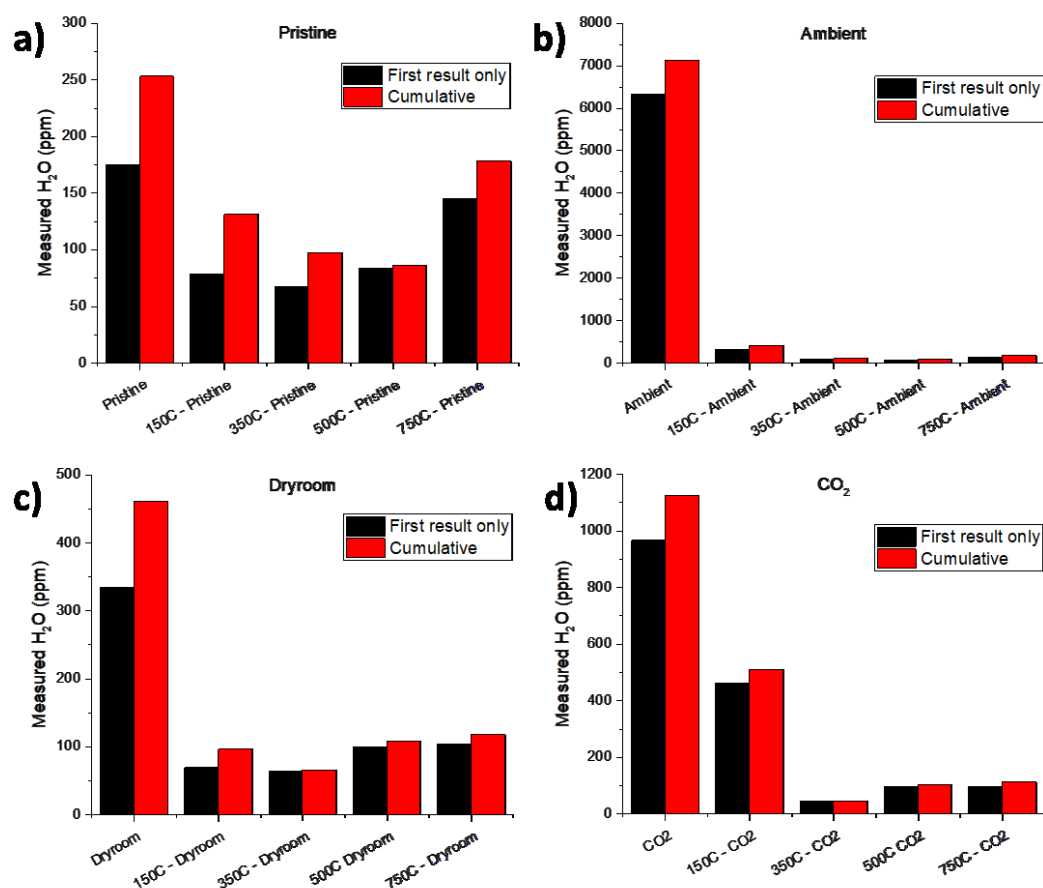 a)
Pristine
First result only
Cumulative
Measured H₂O (ppm)
300
250
200
150
100
50
0
Pristine
150C - Pristine
350C - Pristine
500C - Pristine
750C - Pristine
b)
Ambient
First result only
Cumulative
Measured H₂O (ppm)
8000
7000
6000
5000
4000
3000
2000
1000
0
Ambient
150C - Ambient
350C - Ambient
500C - Ambient
750C - Ambient
c)
Dryroom
First result only
Cumulative
Measured H₂O (ppm)
500
400
300
200
100
0
Dryroom
150C - Dryroom
350C - Dryroom
500C Dryroom
750C - Dryroom
d)
CO₂
First result only
Cumulative
Measured H₂O (ppm)
1200
1000
800
600
400
200
0
CO2
150C - CO2
350C - CO2
500C CO2
750C - CO2